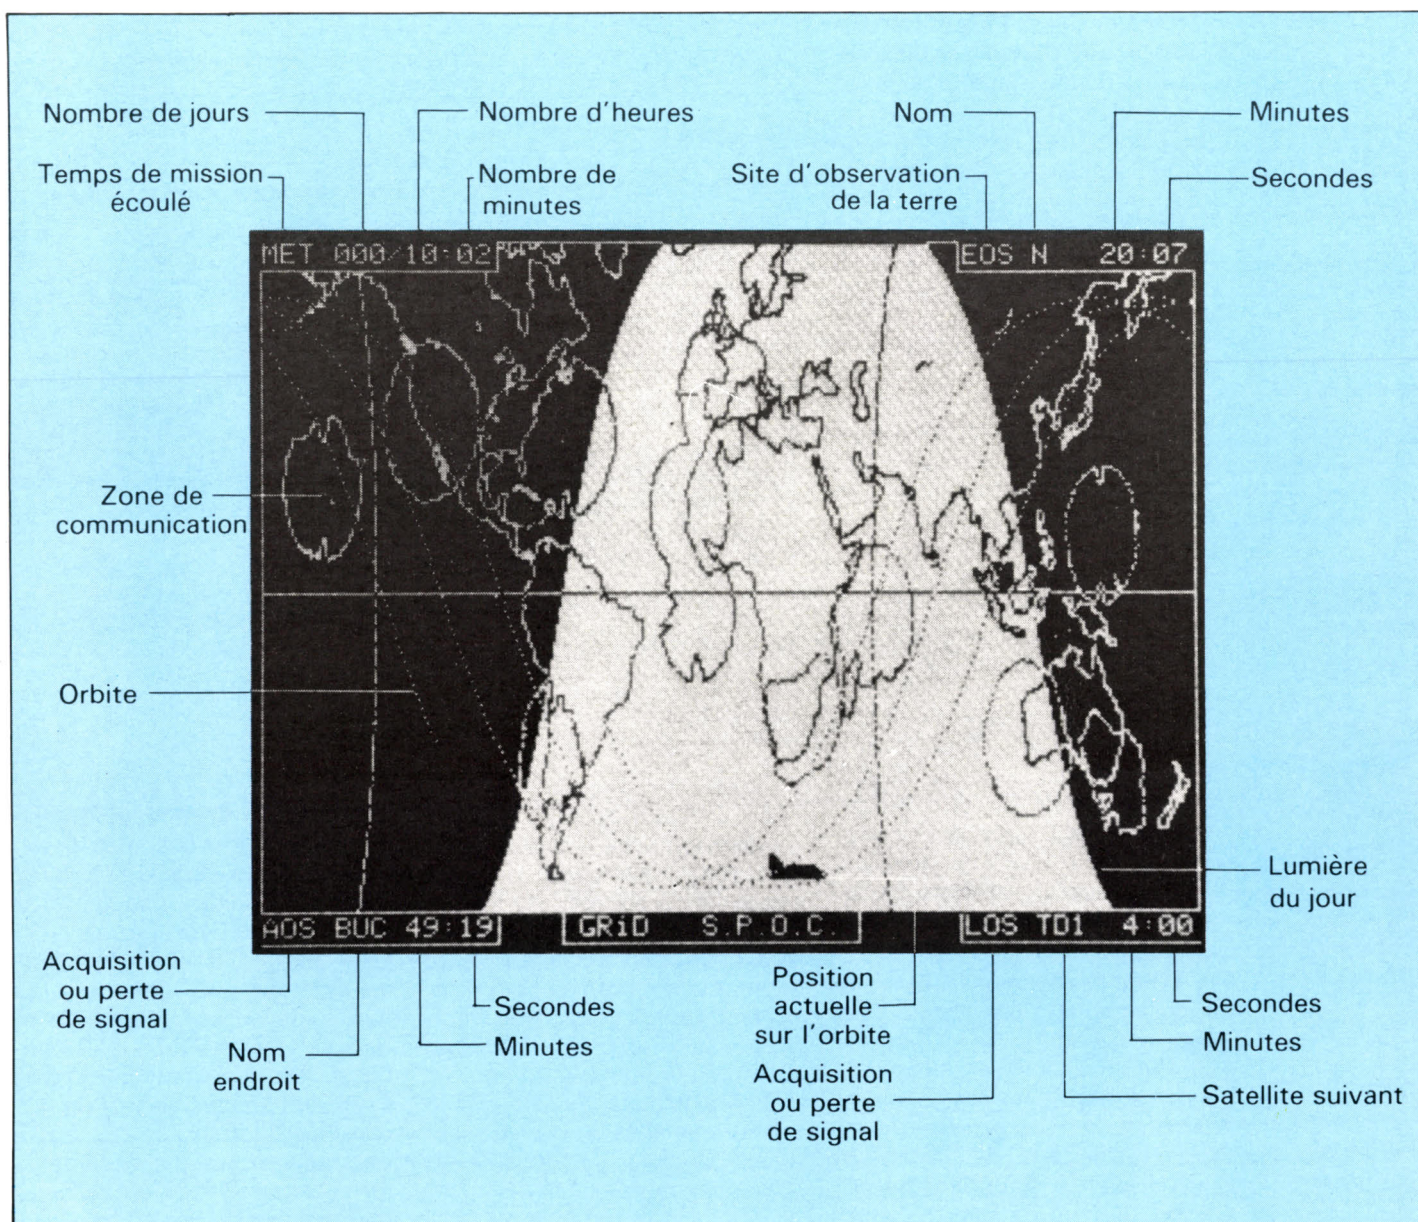 Nombre de jours
Nombre d'heures
Nom
Minutes
Temps de mission
écoulé
Nombre de
minutes
Site d'observation
de la terre
Secondes
MET 000/10:02
EOS N 20:07
Zone de
communication
Orbite
Lumière
du jour
AOS BUC 49:19
GRiD S.P.O.C.
LOS TD1 4:00
Acquisition
ou perte
de signal
Nom
endroit
Secondes
Minutes
Position
actuelle
sur l'orbite
Acquisition
ou perte
de signal
Secondes
Minutes
Satellite suivant